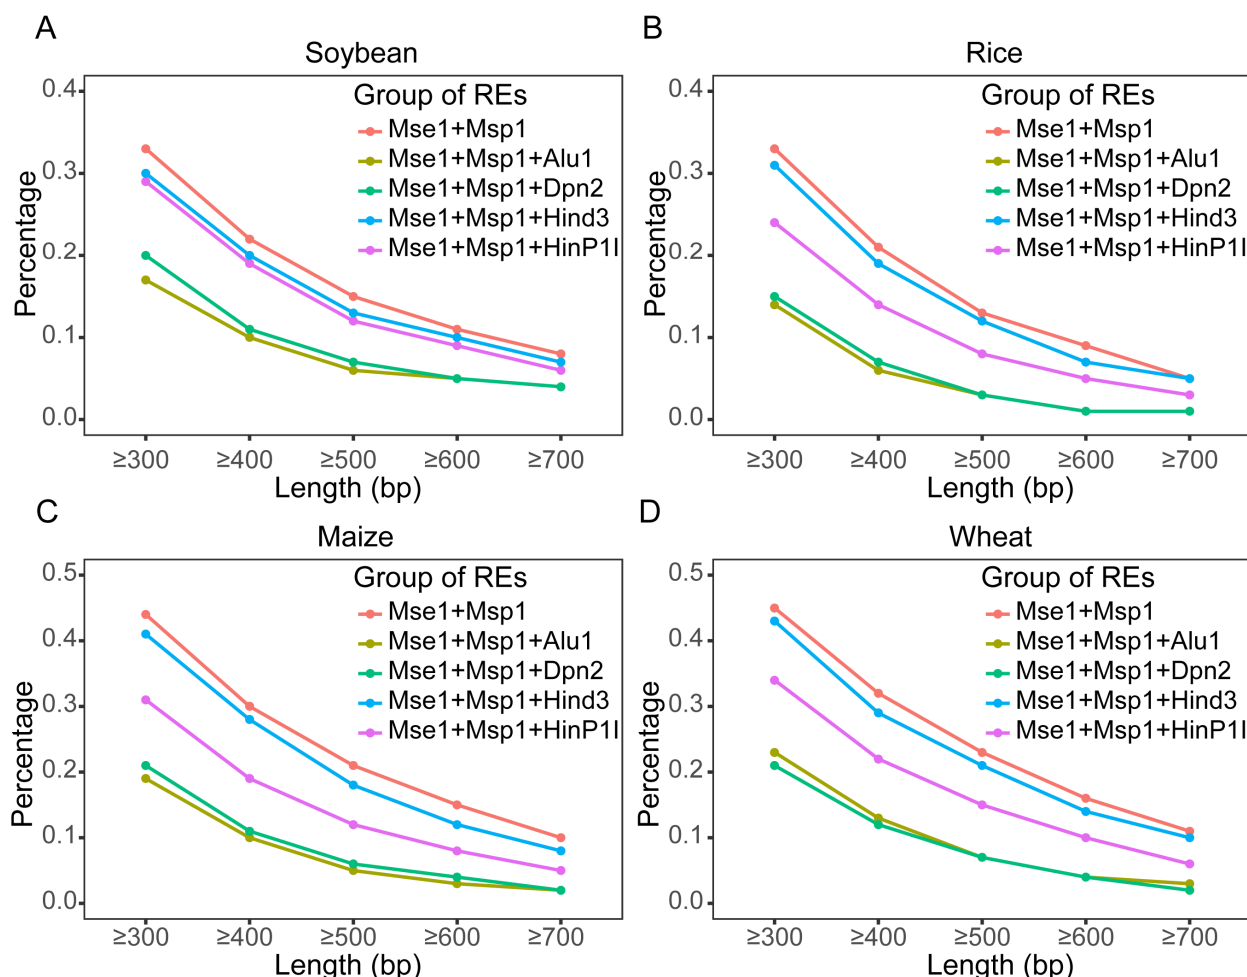 A
Soybean
Percentage
0.4
0.3
0.2
0.1
0.0
Group of REs
Mse1+Msp1
Mse1+Msp1+Alu1
Mse1+Msp1+Dpn2
Mse1+Msp1+Hind3
Mse1+Msp1+HinP1I
≥300 ≥400 ≥500 ≥600 ≥700
Length (bp)
B
Rice
Percentage
0.4
0.3
0.2
0.1
0.0
Group of REs
Mse1+Msp1
Mse1+Msp1+Alu1
Mse1+Msp1+Dpn2
Mse1+Msp1+Hind3
Mse1+Msp1+HinP1I
≥300 ≥400 ≥500 ≥600 ≥700
Length (bp)
C
Maize
Percentage
0.5
0.4
0.3
0.2
0.1
0.0
Group of REs
Mse1+Msp1
Mse1+Msp1+Alu1
Mse1+Msp1+Dpn2
Mse1+Msp1+Hind3
Mse1+Msp1+HinP1I
≥300 ≥400 ≥500 ≥600 ≥700
Length (bp)
D
Wheat
Percentage
0.5
0.4
0.3
0.2
0.1
0.0
Group of REs
Mse1+Msp1
Mse1+Msp1+Alu1
Mse1+Msp1+Dpn2
Mse1+Msp1+Hind3
Mse1+Msp1+HinP1I
≥300 ≥400 ≥500 ≥600 ≥700
Length (bp)